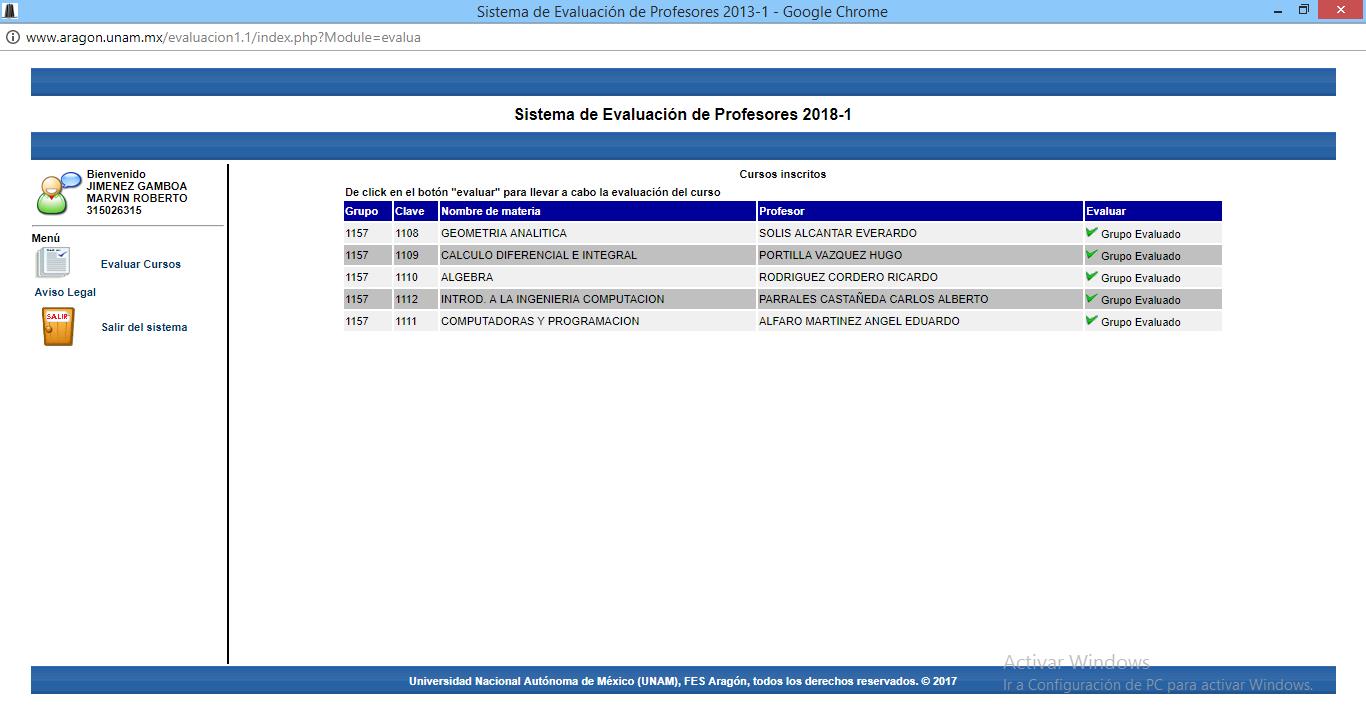 Sistema de Evaluación de Profesores 2013-1 - Google Chrome
www.aragon.unam.mx/evaluacion1.1/index.php?Module=evalua
Sistema de Evaluación de Profesores 2018-1
Bienvenido
JIMENEZ GAMBOA
MARVIN ROBERTO
315026315
Menú
Evaluar Cursos
Aviso Legal
SALIR
Salir del sistema
Cursos inscritos
De click en el botón "evaluar" para llevar a cabo la evaluación del curso
Grupo Clave Nombre de materia Profesor Evaluar
1157 1108 GEOMETRIA ANALITICA SOLIS ALCANTAR EVERARDO Grupo Evaluado
1157 1109 CALCULO DIFERENCIAL E INTEGRAL PORTILLA VAZQUEZ HUGO Grupo Evaluado
1157 1110 ALGEBRA RODRIGUEZ CORDERO RICARDO Grupo Evaluado
1157 1112 INTROD. A LA INGENIERIA COMPUTACION PARRALES CASTAÑEDA CARLOS ALBERTO Grupo Evaluado
1157 1111 COMPUTADORAS Y PROGRAMACION ALFARO MARTINEZ ANGEL EDUARDO Grupo Evaluado
Activar Windows
Ir a Configuración de PC para activar Windows.
Universidad Nacional Autónoma de México (UNAM), FES Aragón, todos los derechos reservados. © 2017